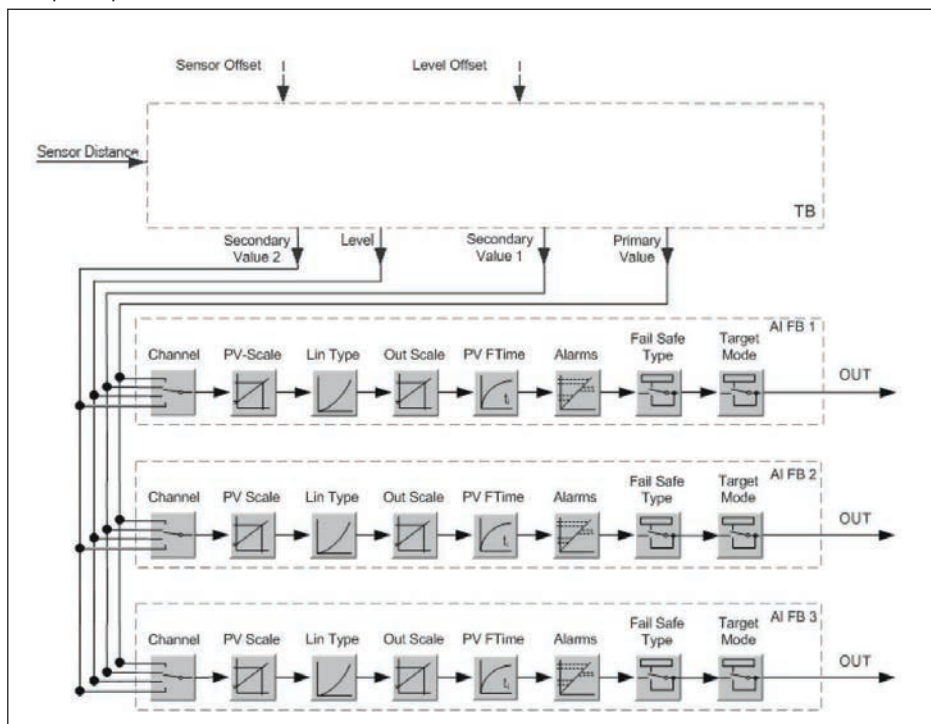 Sensor Offset
Level Offset
Sensor Distance
TB
Secondary
Value 2
Level
Secondary
Value 1
Primary
Value
AI FB 1
Channel
PV-Scale
Lin Type
Out Scale
PV FTime
Alarms
Fail Safe
Type
Target
Mode
OUT
t
AI FB 2
Channel
PV Scale
Lin Type
Out Scale
PV FTime
Alarms
Fail Safe
Type
Target
Mode
OUT
t
AI FB 3
Channel
PV Scale
Lin Type
Out Scale
PV FTime
Alarms
Fail Safe
Type
Target
Mode
OUT
t